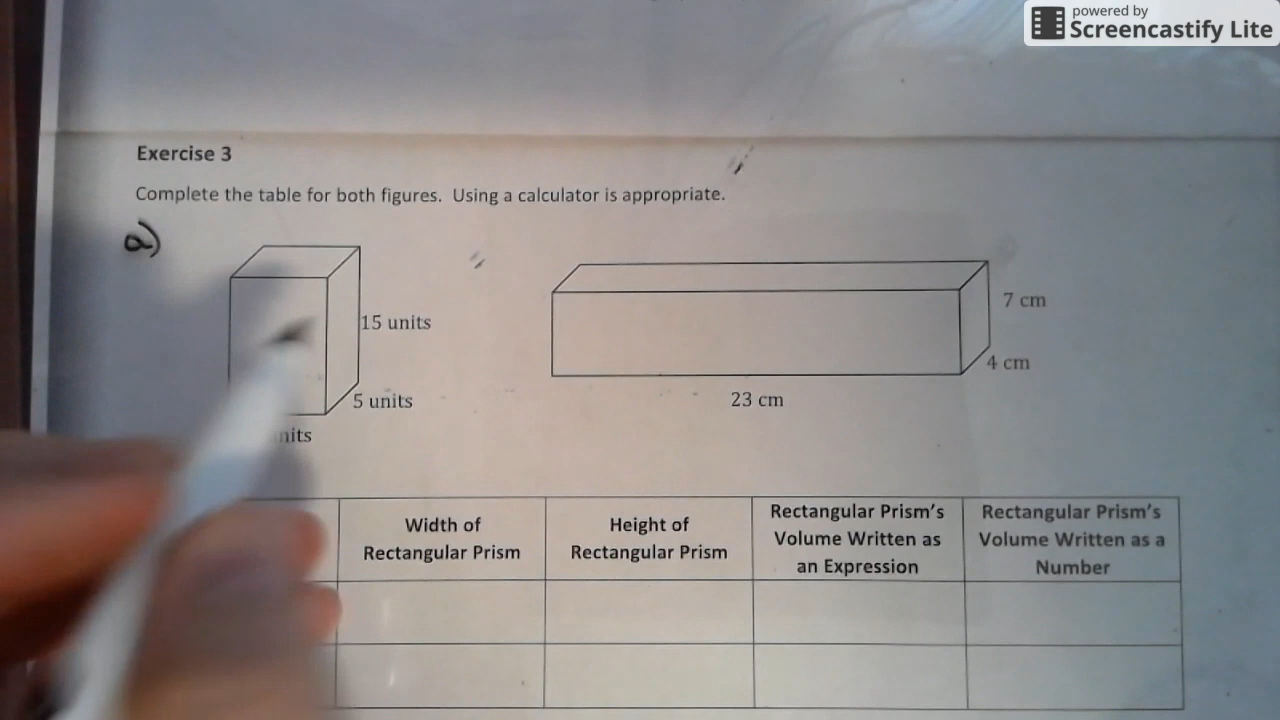 powered by
Screencastify Lite
Exercise 3
Complete the table for both figures. Using a calculator is appropriate.
a)
15 units
5 units
7 cm
4 cm
23 cm
Width of
Rectangular Prism
Height of
Rectangular Prism
Rectangular Prism's
Volume Written as
an Expression
Rectangular Prism's
Volume Written as a
Number